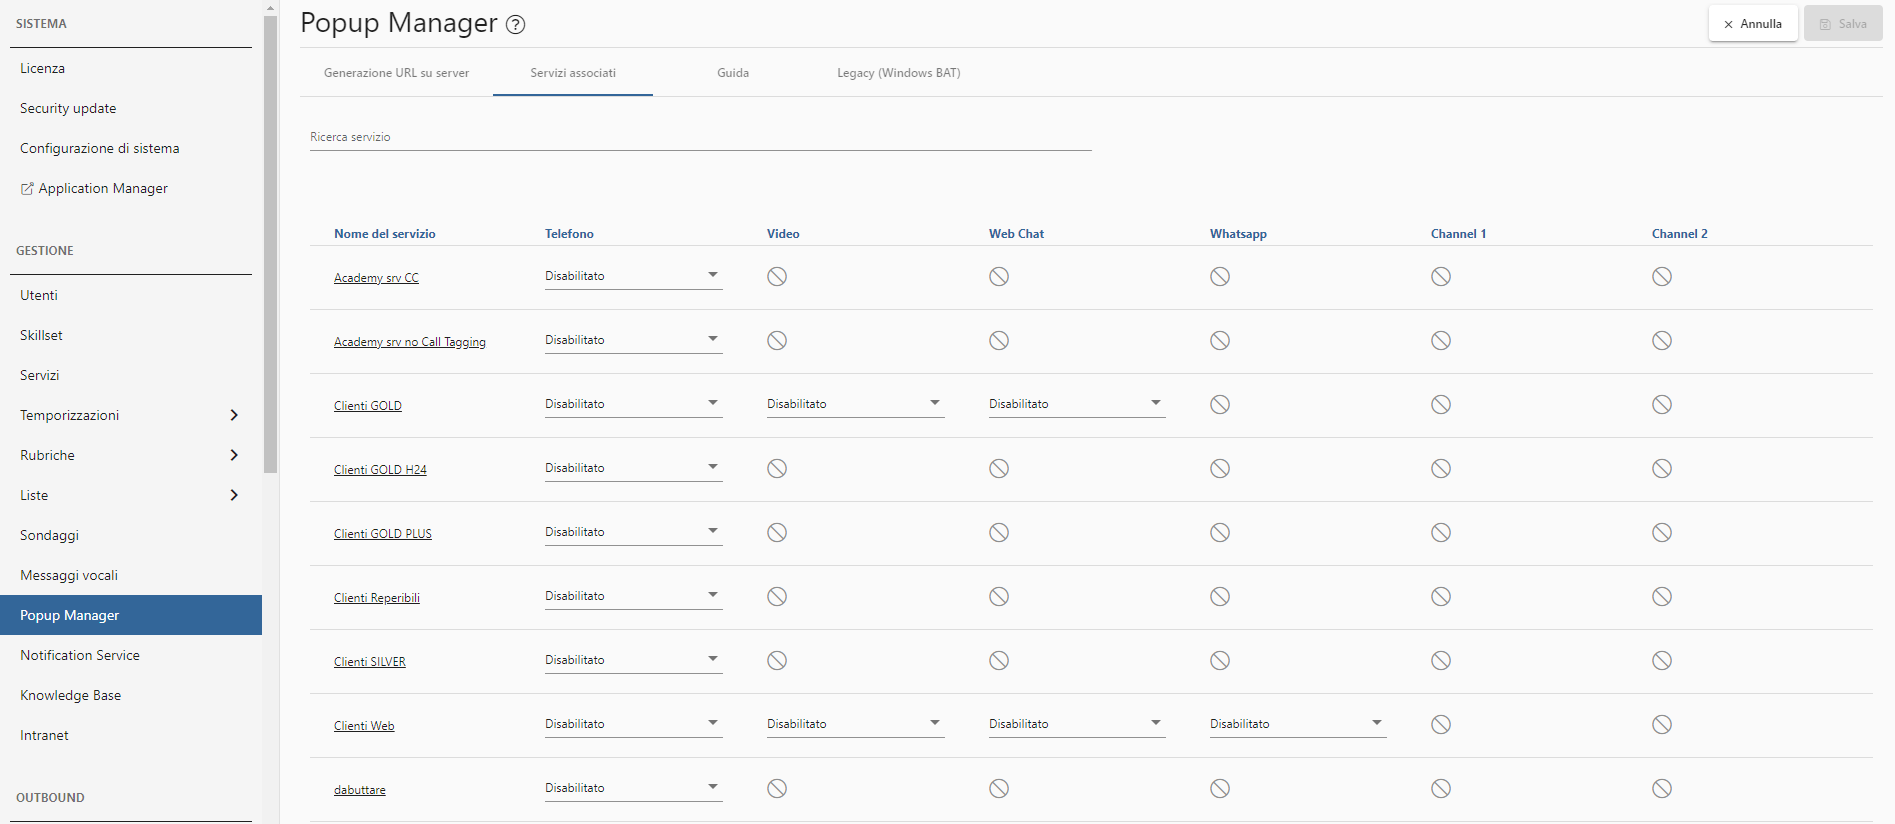 SISTEMA
Licenza
Security update
Configurazione di sistema
Application Manager
GESTIONE
Utenti
Skillset
Servizi
Temporizzazioni
Rubriche
Liste
Sondaggi
Messaggi vocali
Popup Manager
Notification Service
Knowledge Base
Intranet
OUTBOUND
Popup Manager ?
Annulla Salva
Generazione URL su server Servizi associati Guida Legacy (Windows BAT)
Ricerca servizio
Nome del servizio Telefono Video Web Chat Whatsapp Channel 1 Channel 2
Academy srv CC Disabilitato
Academy srv no Call Tagging Disabilitato
Clienti GOLD Disabilitato Disabilitato Disabilitato
Clienti GOLD H24 Disabilitato
Clienti GOLD PLUS Disabilitato
Clienti Reperibili Disabilitato
Clienti SILVER Disabilitato
Clienti Web Disabilitato Disabilitato Disabilitato Disabilitato
dabuttare Disabilitato